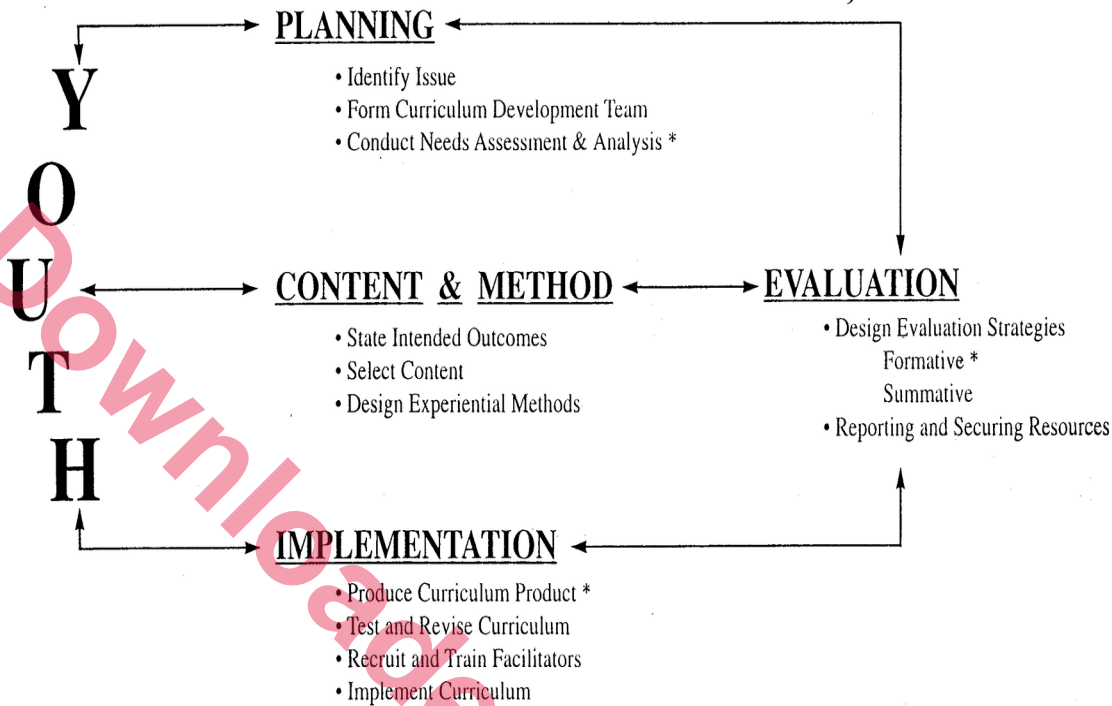 PLANNING
• Identify Issue
• Form Curriculum Development Team
• Conduct Needs Assessment & Analysis *
Y
O
U
T
H
CONTENT & METHOD
• State Intended Outcomes
• Select Content
• Design Experiential Methods
EVALUATION
• Design Evaluation Strategies
Formative *
Summative
• Reporting and Securing Resources
IMPLEMENTATION
• Produce Curriculum Product *
• Test and Revise Curriculum
• Recruit and Train Facilitators
• Implement Curriculum